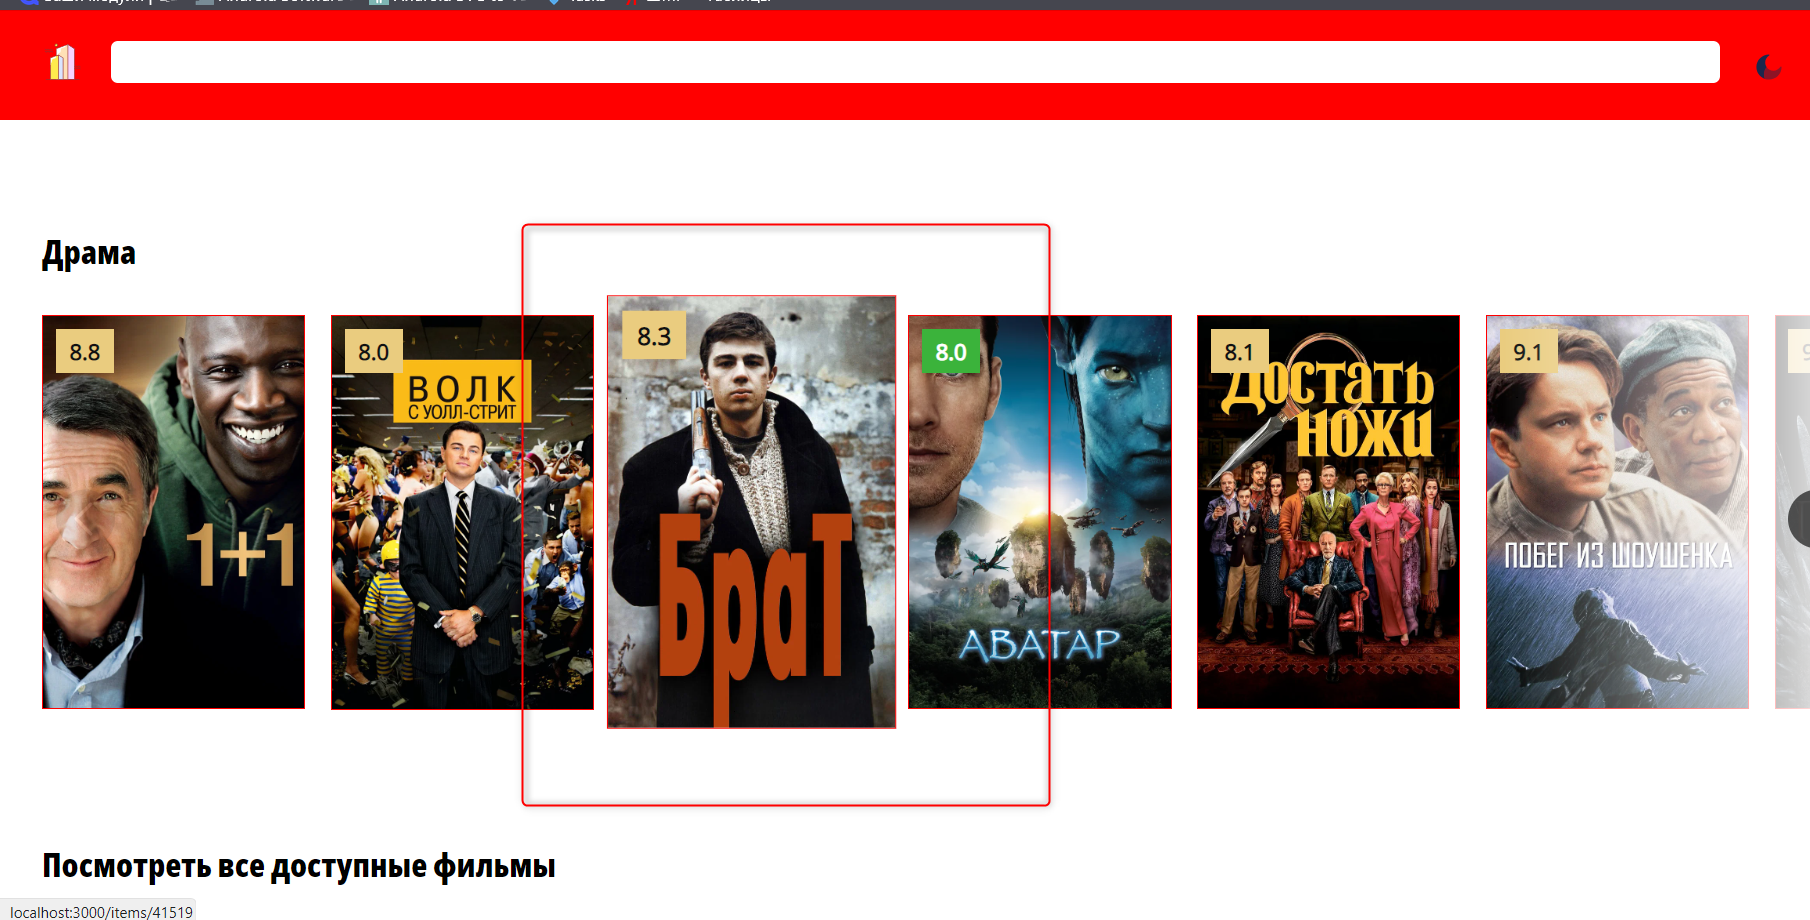 Драма
8.8
8.0
8.3
8.0
8.1
9.1
ВОЛК
С УОЛЛ-СТРИТ
ДОСТАТЬ
НОЖИ
1+1
БраТ
АВАТАР
ПОБЕГ ИЗ ШОУШЕНКА
Посмотреть все доступные фильмы
localhost:3000/items/41519